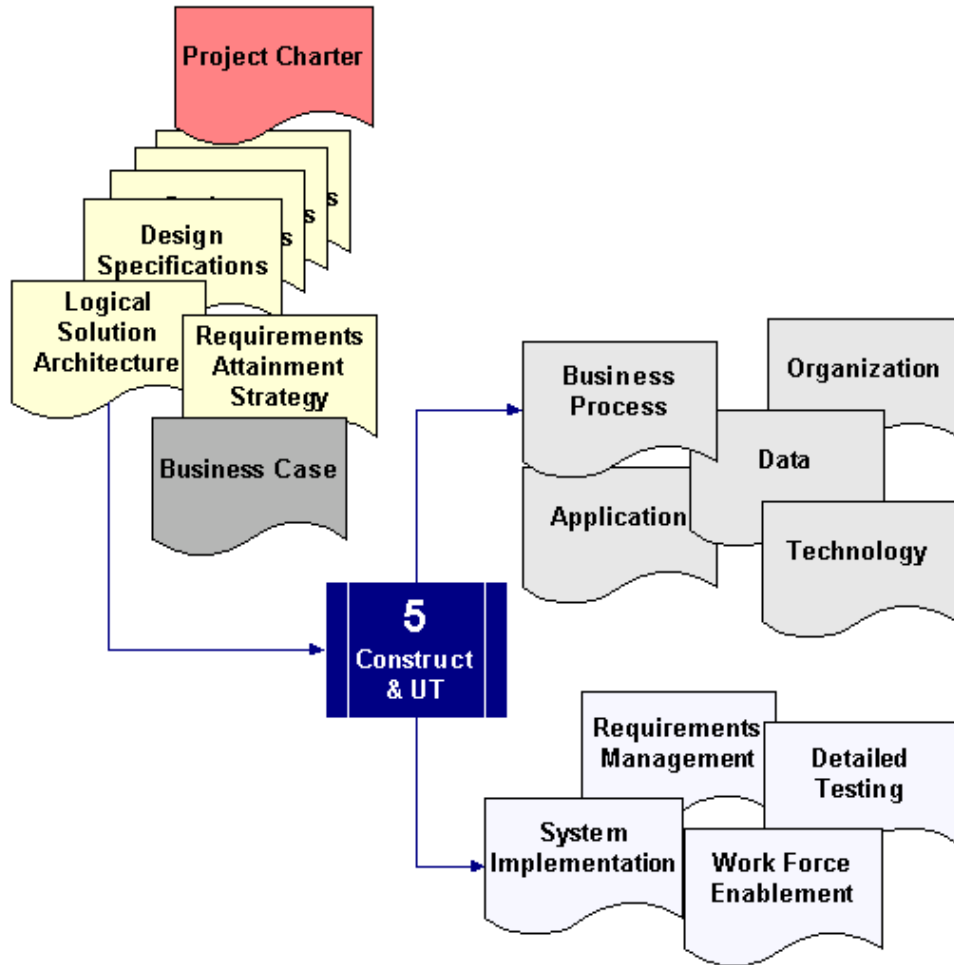 Project Charter
s
s
s
Design
Specifications
Logical
Solution
Architecture
Requirements
Attainment
Strategy
Business Case
Business
Process
Organization
Data
Application
Technology
5
Construct
& UT
Requirements
Management
Detailed
Testing
System
Implementation
Work Force
Enablement